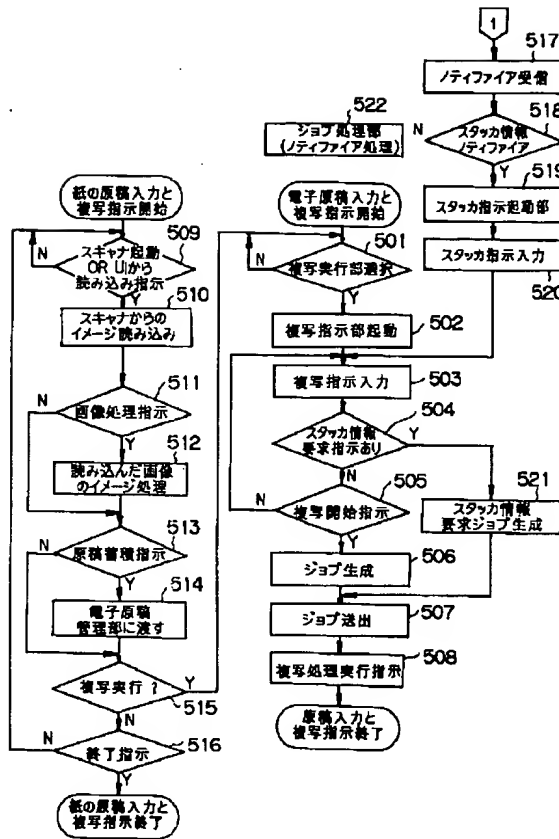 紙の原稿入力と
複写指示開始
スキャナ起動
OR UIから
読み込み指示
509
N
Y
510
スキャナからの
イメージ読み込み
511
画像処理指示
N
Y
512
読み込んだ画像
のイメージ処理
513
原稿蓄積指示
N
Y
514
電子原稿
管理部に渡す
複写実行?
Y
515
N
終了指示
516
N
Y
紙の原稿入力と
複写指示終了
522
ジョブ処理部
(ノティファイア処理)
電子原稿入力と
複写指示開始
501
複写実行部選択
N
Y
502
複写指示部起動
503
複写指示入力
504
スタッカ情報
要求指示あり
Y
N
505
複写開始指示
N
Y
521
スタッカ情報
要求ジョブ生成
506
ジョブ生成
507
ジョブ送出
508
複写処理実行指示
原稿入力と
複写指示終了
1
517
ノティファイア受信
518
スタッカ情報
ノティファイア
N
Y
519
スタッカ指示起動部
スタッカ指示入力
520